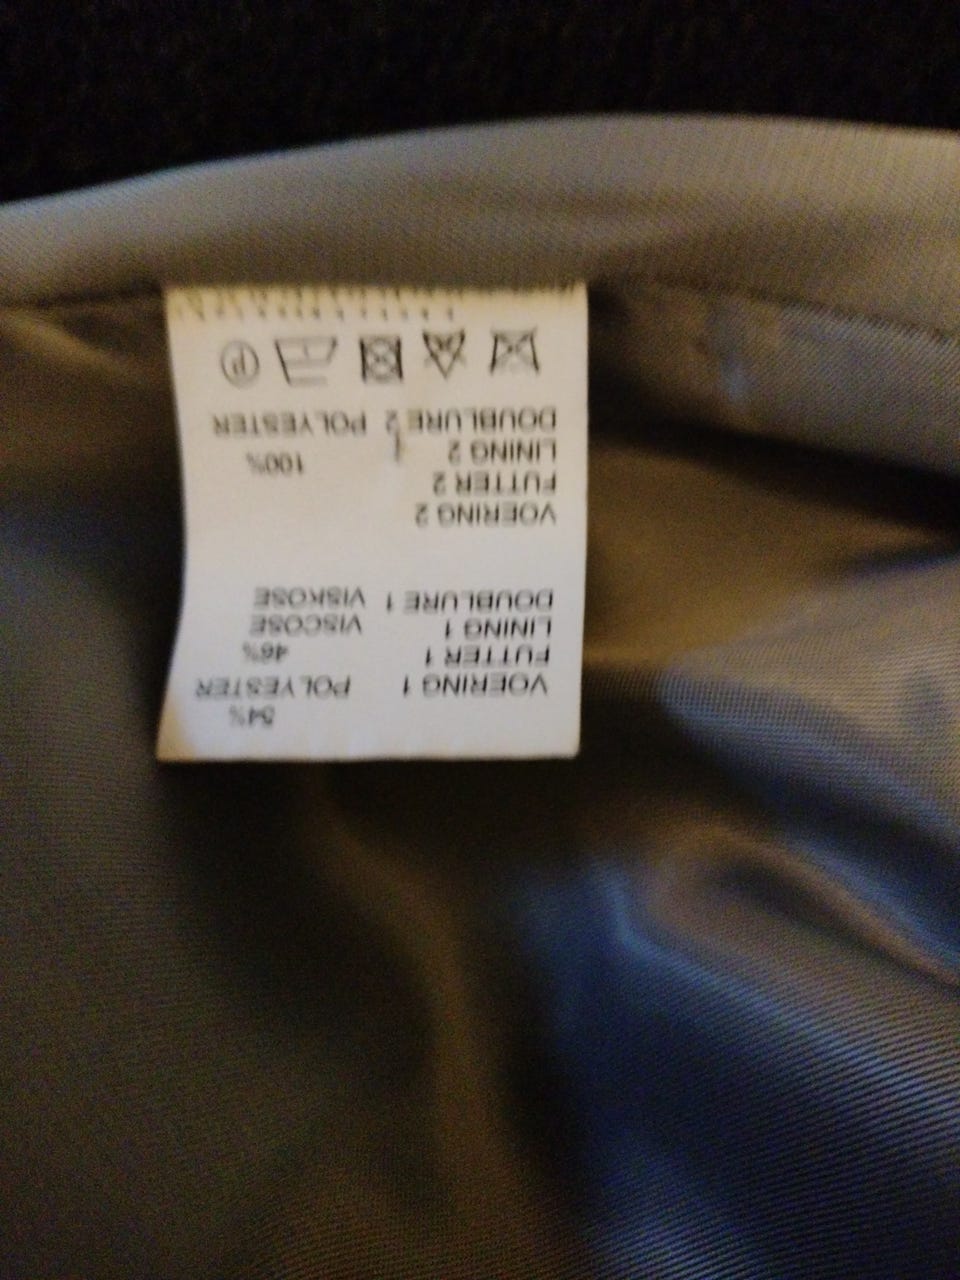 54%
VOERING 1 POLYESTER
FUTTER 1 46%
LINING 1 VISCOSE
DOUBLURE 1 VISKOSE
VOERING 2
FUTTER 2
LINING 2 100%
DOUBLURE 2 POLYESTER
P